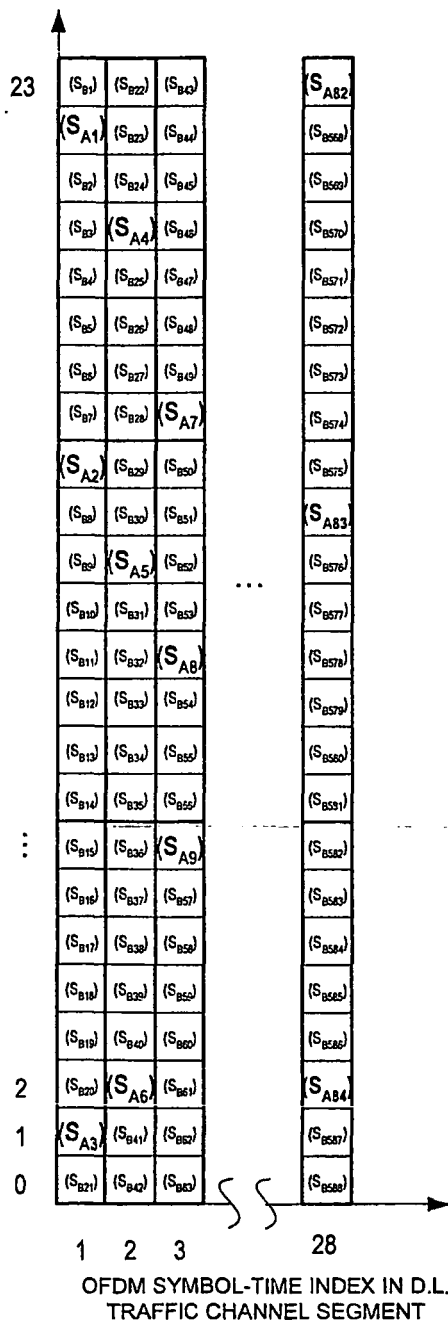 23 (S_B1) (S_B22) (S_B43) (S_A82)
(S_A1) (S_B23) (S_B44) (S_B568)
(S_B2) (S_B24) (S_B45) (S_B569)
(S_B3) (S_A4) (S_B46) (S_B570)
(S_B4) (S_B25) (S_B47) (S_B571)
(S_B5) (S_B26) (S_B48) (S_B572)
(S_B6) (S_B27) (S_B49) (S_B573)
(S_B7) (S_B28) (S_A7) (S_B574)
(S_A2) (S_B29) (S_B50) (S_B575)
(S_B8) (S_B30) (S_B51) (S_A83)
(S_B9) (S_A5) (S_B52) ... (S_B576)
(S_B10) (S_B31) (S_B53) (S_B577)
(S_B11) (S_B32) (S_A8) (S_B578)
(S_B12) (S_B33) (S_B54) (S_B579)
(S_B13) (S_B34) (S_B55) (S_B580)
(S_B14) (S_B35) (S_B56) (S_B581)
... (S_B15) (S_B36) (S_A9) (S_B582)
(S_B16) (S_B37) (S_B57) (S_B583)
(S_B17) (S_B38) (S_B58) (S_B584)
(S_B18) (S_B39) (S_B59) (S_B585)
(S_B19) (S_B40) (S_B60) (S_B586)
2 (S_B20) (S_A6) (S_B61) (S_A84)
1 (S_A3) (S_B41) (S_B62) (S_B587)
0 (S_B21) (S_B42) (S_B63) (S_B588)
1 2 3 28
OFDM SYMBOL-TIME INDEX IN D.L.
TRAFFIC CHANNEL SEGMENT